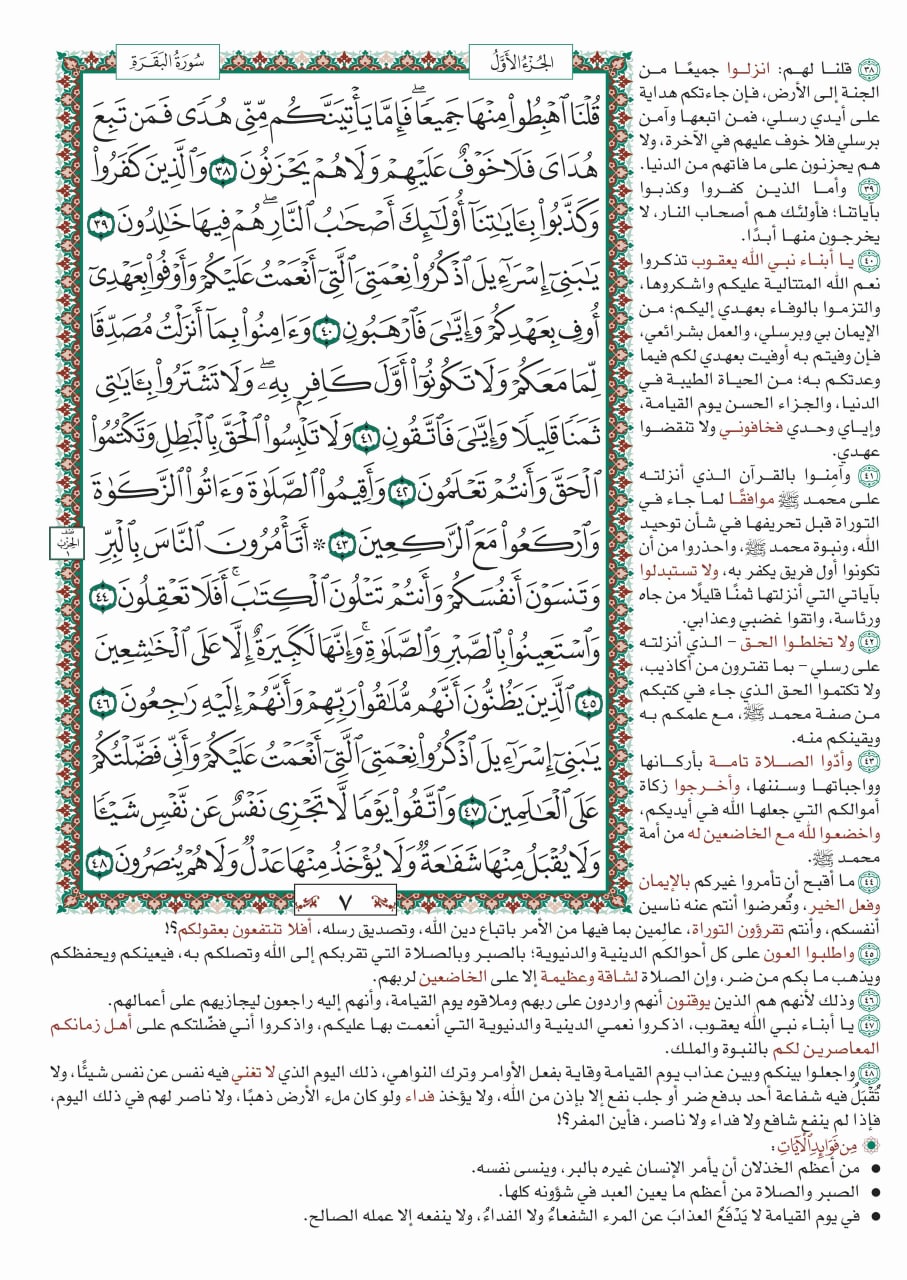 سُورَةُ البَقَرَةِ
الجُزْءُ الأَوَّلُ
قُلۡنَا ٱهۡبِطُواْ مِنۡهَا جَمِيعٗاۖ فَإِمَّا يَأۡتِيَنَّكُم مِّنِّي هُدٗى فَمَن تَبِعَ
هُدَايَ فَلَا خَوۡفٌ عَلَيۡهِمۡ وَلَا هُمۡ يَحۡزَنُونَ ٣٨ وَٱلَّذِينَ كَفَرُواْ
وَكَذَّبُواْ بِـَٔايَٰتِنَآ أُوْلَٰٓئِكَ أَصۡحَٰبُ ٱلنَّارِۖ هُمۡ فِيهَا خَٰلِدُونَ ٣٩
يَٰبَنِيٓ إِسۡرَٰٓءِيلَ ٱذۡكُرُواْ نِعۡمَتِيَ ٱلَّتِيٓ أَنۡعَمۡتُ عَلَيۡكُمۡ وَأَوۡفُواْ بِعَهۡدِيٓ
أُوفِ بِعَهۡدِكُمۡ وَإِيَّٰيَ فَٱرۡهَبُونِ ٤٠ وَءَامِنُواْ بِمَآ أَنزَلۡتُ مُصَدِّقٗا
لِّمَا مَعَكُمۡ وَلَا تَكُونُوٓاْ أَوَّلَ كَافِرِۭ بِهِۦۖ وَلَا تَشۡتَرُواْ بِـَٔايَٰتِي
ثَمَنٗا قَلِيلٗا وَإِيَّٰيَ فَٱتَّقُونِ ٤١ وَلَا تَلۡبِسُواْ ٱلۡحَقَّ بِٱلۡبَٰطِلِ وَتَكۡتُمُواْ
ٱلۡحَقَّ وَأَنتُمۡ تَعۡلَمُونَ ٤٢ وَأَقِيمُواْ ٱلصَّلَوٰةَ وَءَاتُواْ ٱلزَّكَوٰةَ
وَٱرۡكَعُواْ مَعَ ٱلرَّٰكِعِينَ ٤٣ ۞ أَتَأۡمُرُونَ ٱلنَّاسَ بِٱلۡبِرِّ
وَتَنسَوۡنَ أَنفُسَكُمۡ وَأَنتُمۡ تَتۡلُونَ ٱلۡكِتَٰبَۚ أَفَلَا تَعۡقِلُونَ ٤٤
وَٱسۡتَعِينُواْ بِٱلصَّبۡرِ وَٱلصَّلَوٰةِۚ وَإِنَّهَا لَكَبِيرَةٌ إِلَّا عَلَى ٱلۡخَٰشِعِينَ
٤٥ ٱلَّذِينَ يَظُنُّونَ أَنَّهُم مُّلَٰقُواْ رَبِّهِمۡ وَأَنَّهُمۡ إِلَيۡهِ رَٰجِعُونَ ٤٦
يَٰبَنِيٓ إِسۡرَٰٓءِيلَ ٱذۡكُرُواْ نِعۡمَتِيَ ٱلَّتِيٓ أَنۡعَمۡتُ عَلَيۡكُمۡ وَأَنِّي فَضَّلۡتُكُمۡ
عَلَى ٱلۡعَٰلَمِينَ ٤٧ وَٱتَّقُواْ يَوۡمٗا لَّا تَجۡزِي نَفۡسٌ عَن نَّفۡسٖ شَيۡـٔٗا
وَلَا يُقۡبَلُ مِنۡهَا شَفَٰعَةٞ وَلَا يُؤۡخَذُ مِنۡهَا عَدۡلٞ وَلَا هُمۡ يُنصَرُونَ ٤٨
نصف
الحزب
١
٧
٣٨ قلنا لهم: انزلوا جميعًا من
الجنة إلى الأرض، فإن جاءتكم هداية
على أيدي رسلي، فمن اتبعها وآمن
برسلي فلا خوف عليهم في الآخرة، ولا
هم يحزنون على ما فاتهم من الدنيا.
٣٩ وأما الذين كفروا وكذبوا
بآياتنا؛ فأولئك هم أصحاب النار، لا
يخرجون منها أبدًا.
٤٠ يا أبناء نبي الله يعقوب تذكروا
نعم الله المتتالية عليكم واشكروها،
والتزموا بالوفاء بعهدي إليكم؛ من
الإيمان بي وبرسلي، والعمل بشرائعي،
فإن وفيتم به أوفيت بعهدي لكم فيما
وعدتكم به؛ من الحياة الطيبة في
الدنيا، والجزاء الحسن يوم القيامة،
وإياي وحدي فخافوني ولا تنقضوا
عهدي.
٤١ وآمِنوا بالقرآن الذي أنزلته
على محمد ﷺ موافقًا لما جاء في
التوراة قبل تحريفها في شأن توحيد
الله، ونبوة محمد ﷺ، واحذروا من أن
تكونوا أول فريق يكفر به، ولا تستبدلوا
بآياتي التي أنزلتها ثمنًا قليلًا من جاه
ورئاسة، واتقوا غضبي وعذابي.
٤٢ ولا تخلطوا الحق – الذي أنزلته
على رسلي – بما تفترون من أكاذيب،
ولا تكتموا الحق الذي جاء في كتبكم
من صفة محمد ﷺ، مع علمكم به
ويقينكم منه.
٤٣ وأدّوا الصلاة تامة بأركانها
وواجباتها وسننها، وأخرجوا زكاة
أموالكم التي جعلها الله في أيديكم،
واخضعوا لله مع الخاضعين له من أمة
محمد ﷺ.
٤٤ ما أقبح أن تأمروا غيركم بالإيمان
وفعل الخير، وتُعرضوا أنتم عنه ناسين
أنفسكم، وأنتم تقرؤون التوراة، عالِمين بما فيها من الأمر باتباع دين الله، وتصديق رسله، أفلا تنتفعون بعقولكم؟!
٤٥ واطلبوا العون على كل أحوالكم الدينية والدنيوية؛ بالصبر وبالصلاة التي تقربكم إلى الله وتصلكم به، فيعينكم ويحفظكم
ويذهب ما بكم من ضر، وإن الصلاة لشاقة وعظيمة إلا على الخاضعين لربهم.
٤٦ وذلك لأنهم هم الذين يوقنون أنهم واردون على ربهم وملاقوه يوم القيامة، وأنهم إليه راجعون ليجازيهم على أعمالهم.
٤٧ يا أبناء نبي الله يعقوب، اذكروا نعمي الدينية والدنيوية التي أنعمت بها عليكم، واذكروا أني فضّلتكم على أهل زمانكم
المعاصرين لكم بالنبوة والملك.
٤٨ واجعلوا بينكم وبين عذاب يوم القيامة وقاية بفعل الأوامر وترك النواهي، ذلك اليوم الذي لا تغني فيه نفس عن نفس شيئًا، ولا
تُقْبَلُ فيه شفاعة أحد بدفع ضر أو جلب نفع إلا بإذن من الله، ولا يؤخذ فداء ولو كان ملء الأرض ذهبًا، ولا ناصر لهم في ذلك اليوم،
فإذا لم ينفع شافع ولا فداء ولا ناصر، فأين المفر؟!
مِن فَوَائِدِ الآيَاتِ:
• من أعظم الخذلان أن يأمر الإنسان غيره بالبر، وينسى نفسه.
• الصبر والصلاة من أعظم ما يعين العبد في شؤونه كلها.
• في يوم القيامة لا يَدْفَعُ العذابَ عن المرء الشفعاءُ ولا الفداءُ، ولا ينفعه إلا عمله الصالح.